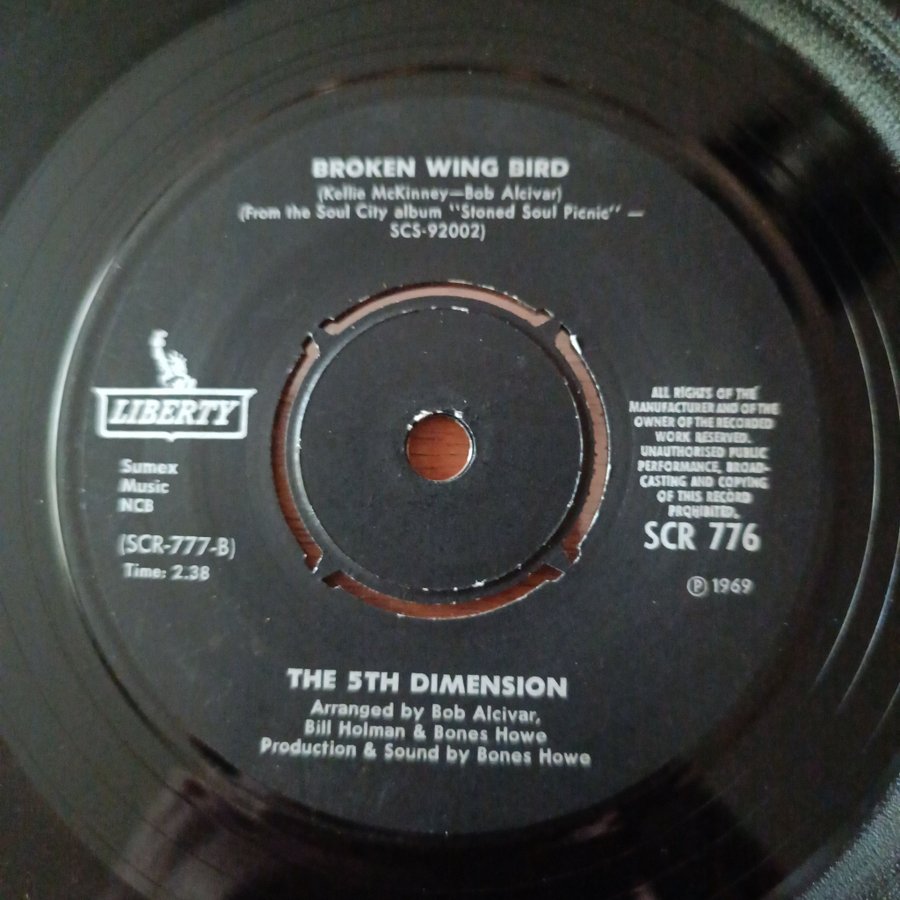 BROKEN WING BIRD
(Kellie McKinney—Bob Alcivar)
(From the Soul City album "Stoned Soul Picnic" —
SCS-92002)
LIBERTY
Sumex
Music
NCB
(SCR-777-B)
Time: 2.38
ALL RIGHTS OF THE
MANUFACTURER AND OF THE
OWNER OF THE RECORDED
WORK RESERVED.
UNAUTHORISED PUBLIC
PERFORMANCE, BROAD-
CASTING AND COPYING
OF THIS RECORD
PROHIBITED.
SCR 776
Ⓟ 1969
THE 5TH DIMENSION
Arranged by Bob Alcivar,
Bill Holman & Bones Howe
Production & Sound by Bones Howe